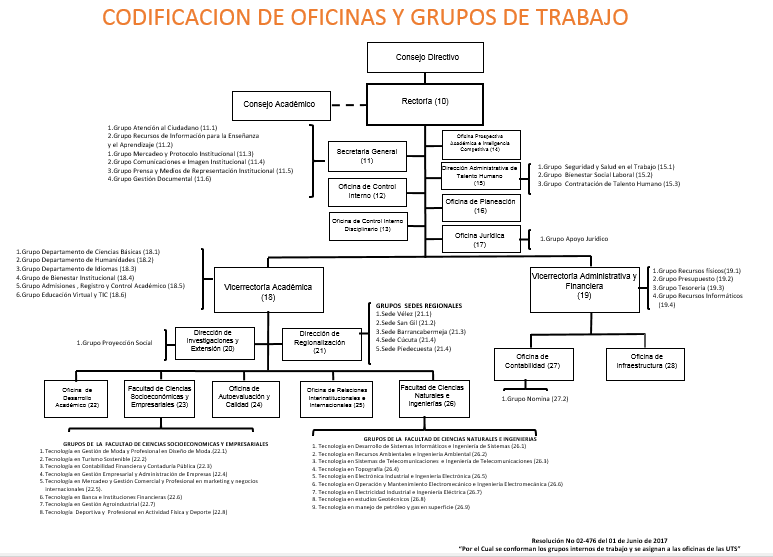 CODIFICACION DE OFICINAS Y GRUPOS DE TRABAJO
Consejo Directivo
Consejo Académico
Rectoría (10)
1.Grupo Atención al Ciudadano (11.1)
2.Grupo Recursos de Información para la Enseñanza
y el Aprendizaje (11.2)
1.Grupo Mercadeo y Protocolo Institucional (11.3)
2.Grupo Comunicaciones e Imagen Institucional (11.4)
3.Grupo Prensa y Medios de Representación Institucional (11.5)
4.Grupo Gestión Documental (11.6)
Secretaria General
(11)
Oficina Prospectiva
Académica e Inteligencia
Competitiva (14)
Oficina de Control
Interno (12)
Dirección Administrativa de
Talento Humano
(15)
1.Grupo Seguridad y Salud en el Trabajo (15.1)
2.Grupo Bienestar Social Laboral (15.2)
3.Grupo Contratación de Talento Humano (15.3)
Oficina de Planeación
(16)
Oficina de Control Interno
Disciplinario (13)
Oficina Jurídica
(17)
1.Grupo Apoyo Jurídico
1.Grupo Departamento de Ciencias Básicas (18.1)
2.Grupo Departamento de Humanidades (18.2)
3.Grupo Departamento de Idiomas (18.3)
4.Grupo de Bienestar Institucional (18.4)
5.Grupo Admisiones , Registro y Control Académico (18.5)
6.Grupo Educación Virtual y TIC (18.6)
Vicerrectoría Académica
(18)
Vicerrectoría Administrativa y
Financiera
(19)
1.Grupo Recursos físicos(19.1)
2.Grupo Presupuesto (19.2)
3.Grupo Tesorería (19.3)
4.Grupo Recursos Informáticos
(19.4)
1.Grupo Proyección Social
Dirección de
Investigaciones y
Extensión (20)
Dirección de
Regionalización
(21)
GRUPOS SEDES REGIONALES
1.Sede Vélez (21.1)
2.Sede San Gil (21.2)
3.Sede Barrancabermeja (21.3)
4.Sede Cúcuta (21.4)
5.Sede Piedecuesta (21.4)
Oficina de
Contabilidad (27)
Oficina de
Infraestructura (28)
1.Grupo Nomina (27.2)
Oficina de
Desarrollo
Académico (22)
Facultad de Ciencias
Socioeconómicas y
Empresariales (23)
Oficina de
Autoevaluación y
Calidad (24)
Oficina de Relaciones
Interinstitucionales e
Internacionales (25)
Facultad de Ciencias
Naturales e
Ingenierías (26)
GRUPOS DE LA FACULTAD DE CIENCIAS SOCIOECONOMICAS Y EMPRESARIALES
1. Tecnología en Gestión de Moda y Profesional en Diseño de Moda.(22.1)
2. Tecnología en Turismo Sostenible (22.2)
3. Tecnología en Contabilidad Financiera y Contaduría Pública (22.3)
4. Tecnología en Gestión Empresarial y Administración de Empresas (22.4)
5. Tecnología en Mercadeo y Gestión Comercial y Profesional en marketing y negocios
internacionales (22.5).
6. Tecnología en Banca e Instituciones Financieras (22.6)
7. Tecnología en Gestión Agroindustrial (22.7)
8. Tecnología Deportiva y Profesional en Actividad Física y Deporte (22.8)
GRUPOS DE LA FACULTAD DE CIENCIAS NATURALES E INGENIERIAS
1. Tecnología en Desarrollo de Sistemas Informáticos e Ingeniería de Sistemas (26.1)
2. Tecnología en Recursos Ambientales e Ingeniería Ambiental (26.2)
3. Tecnología en Sistemas de Telecomunicaciones e Ingeniería de Telecomunicaciones (26.3)
4. Tecnología en Topografía (26.4)
5. Tecnología en Electrónica Industrial e Ingeniería Electrónica (26.5)
6. Tecnología en Operación y Mantenimiento Electromecánico e Ingeniería Electromecánica (26.6)
7. Tecnología en Electricidad Industrial e Ingeniería Eléctrica (26.7)
8. Tecnología en estudios Geotécnicos (26.8)
9. Tecnología en manejo de petróleo y gas en superficie (26.9)
Resolución No 02-476 del 01 de Junio de 2017
“Por el Cual se conforman los grupos internos de trabajo y se asignan a las oficinas de las UTS”